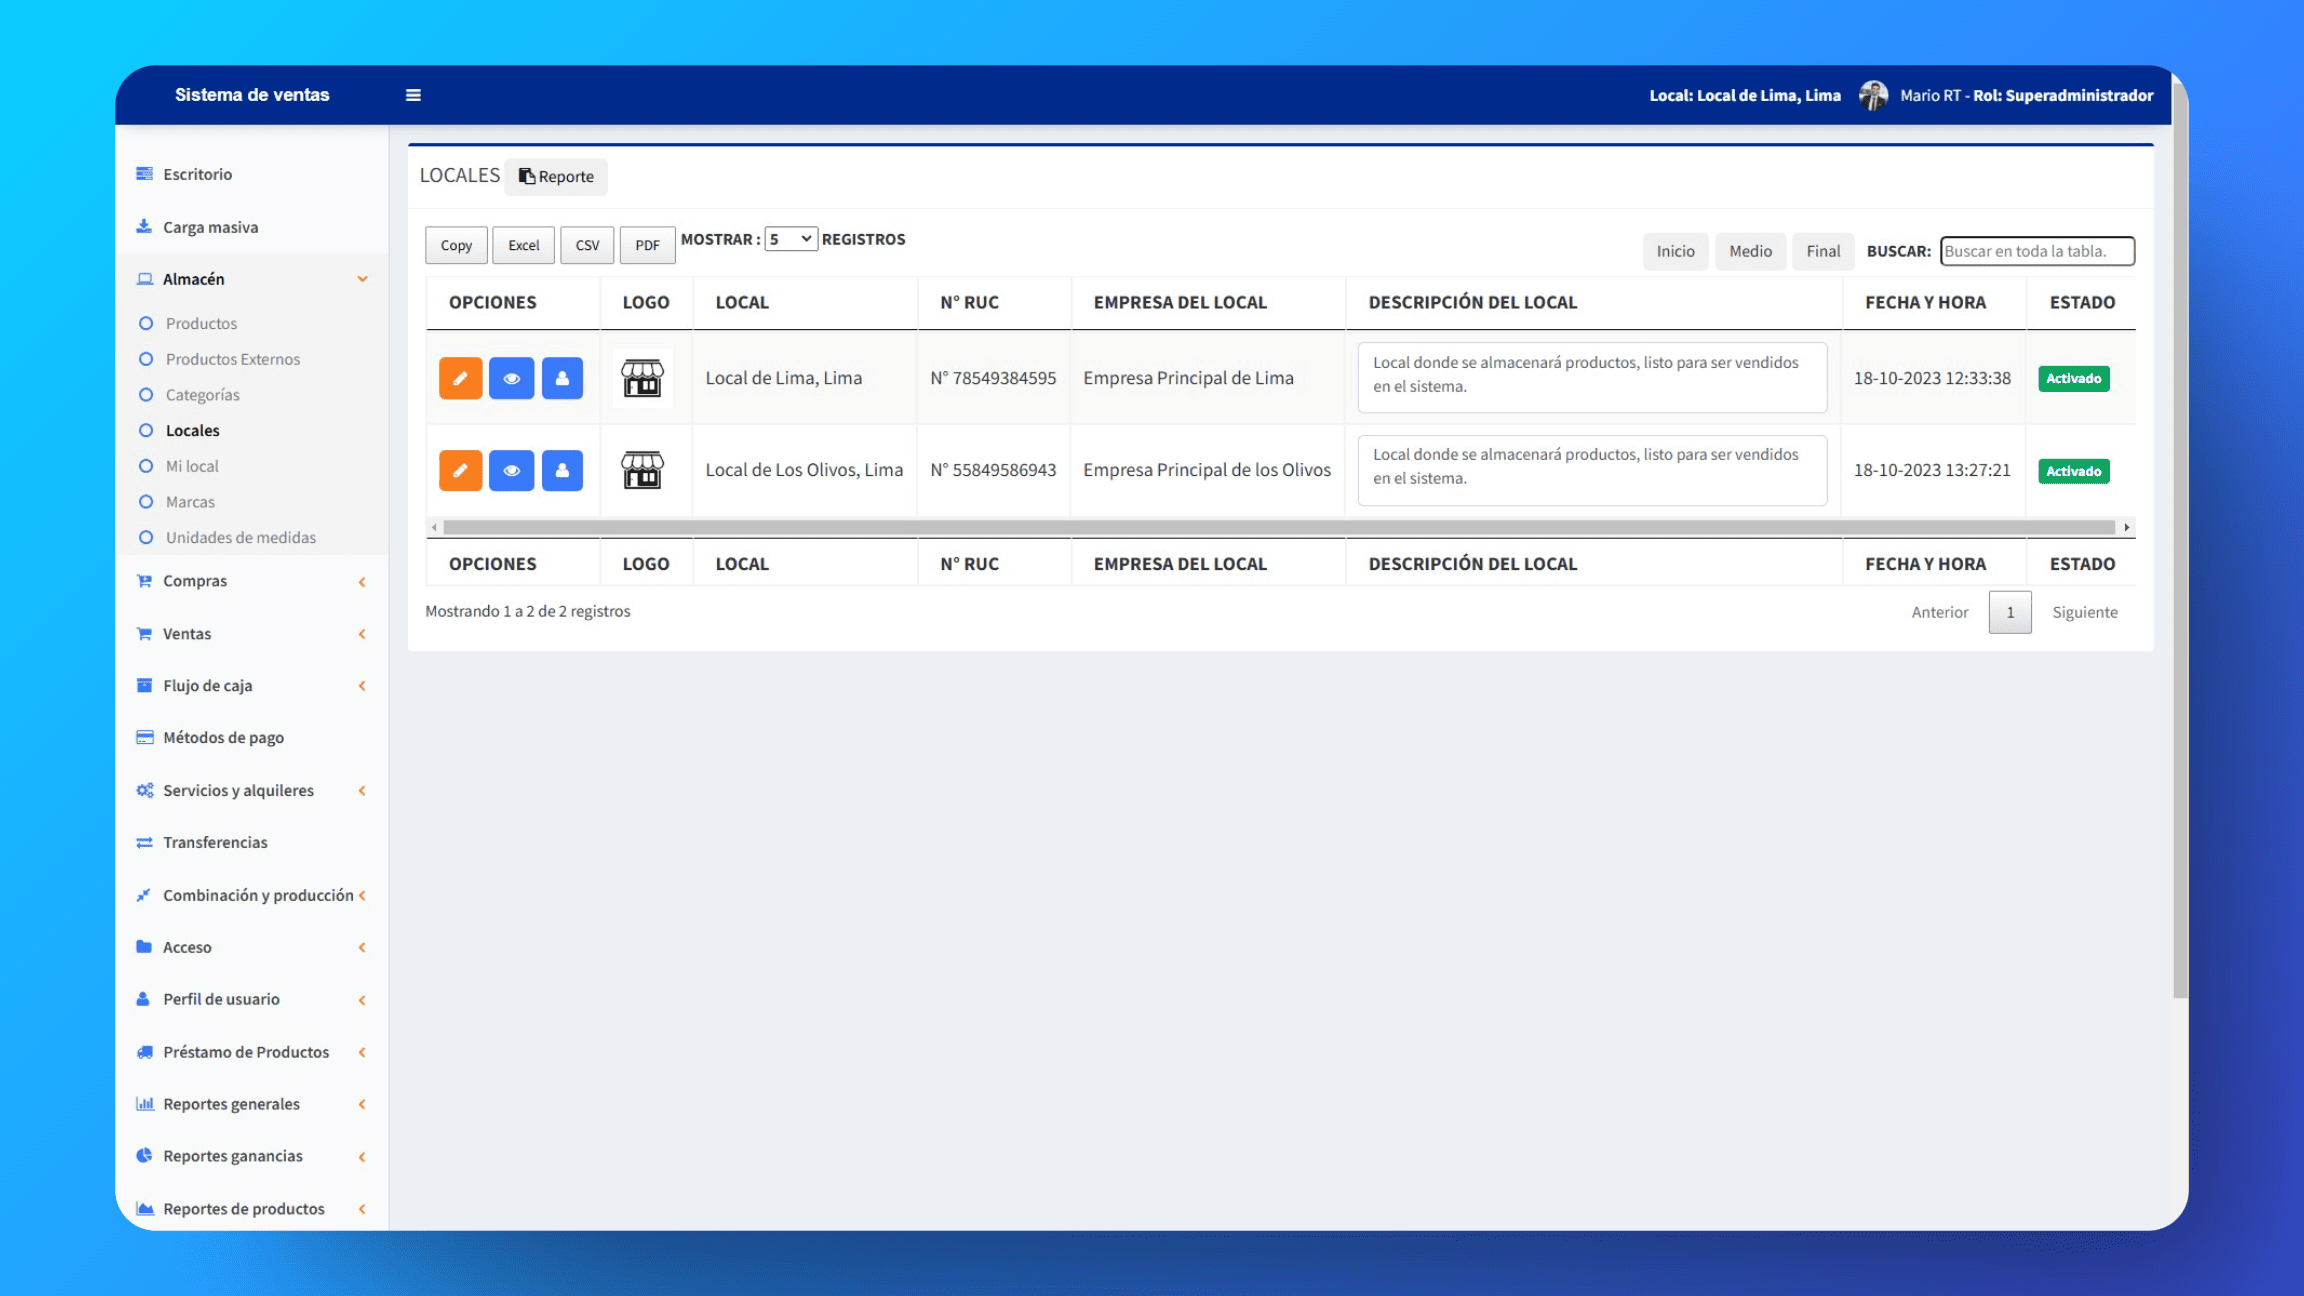 Sistema de ventas
Local: Local de Lima, Lima
Mario RT - Rol: Superadministrador
Escritorio
Carga masiva
Almacén
Productos
Productos Externos
Categorías
Locales
Mi local
Marcas
Unidades de medidas
Compras
Ventas
Flujo de caja
Métodos de pago
Servicios y alquileres
Transferencias
Combinación y producción
Acceso
Perfil de usuario
Préstamo de Productos
Reportes generales
Reportes ganancias
Reportes de productos
LOCALES Reporte
Copy Excel CSV PDF MOSTRAR : 5 REGISTROS
Inicio Medio Final BUSCAR: Buscar en toda la tabla.
OPCIONES LOGO LOCAL N° RUC EMPRESA DEL LOCAL DESCRIPCIÓN DEL LOCAL FECHA Y HORA ESTADO
Local de Lima, Lima N° 78549384595 Empresa Principal de Lima
Local donde se almacenará productos, listo para ser vendidos
en el sistema.
18-10-2023 12:33:38 Activado
Local de Los Olivos, Lima N° 55849586943 Empresa Principal de los Olivos
Local donde se almacenará productos, listo para ser vendidos
en el sistema.
18-10-2023 13:27:21 Activado
OPCIONES LOGO LOCAL N° RUC EMPRESA DEL LOCAL DESCRIPCIÓN DEL LOCAL FECHA Y HORA ESTADO
Mostrando 1 a 2 de 2 registros
Anterior 1 Siguiente